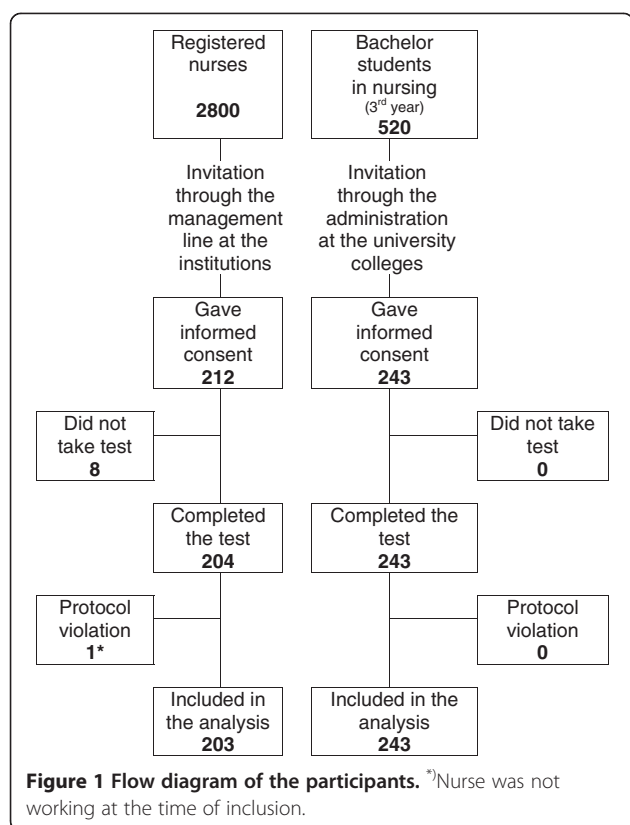 Registered
nurses
2800
Bachelor
students
in nursing
(3rd year)
520
Invitation
through the
management
line at the
institutions
Invitation
through the
administration
at the university
colleges
Gave
informed
consent
212
Gave
informed
consent
243
Did not
take test
8
Did not take
test
0
Completed
the test
204
Completed the
test
243
Protocol
violation
1*
Protocol
violation
0
Included in
the analysis
203
Included in the
analysis
243
Figure 1 Flow diagram of the participants. *)Nurse was not
working at the time of inclusion.